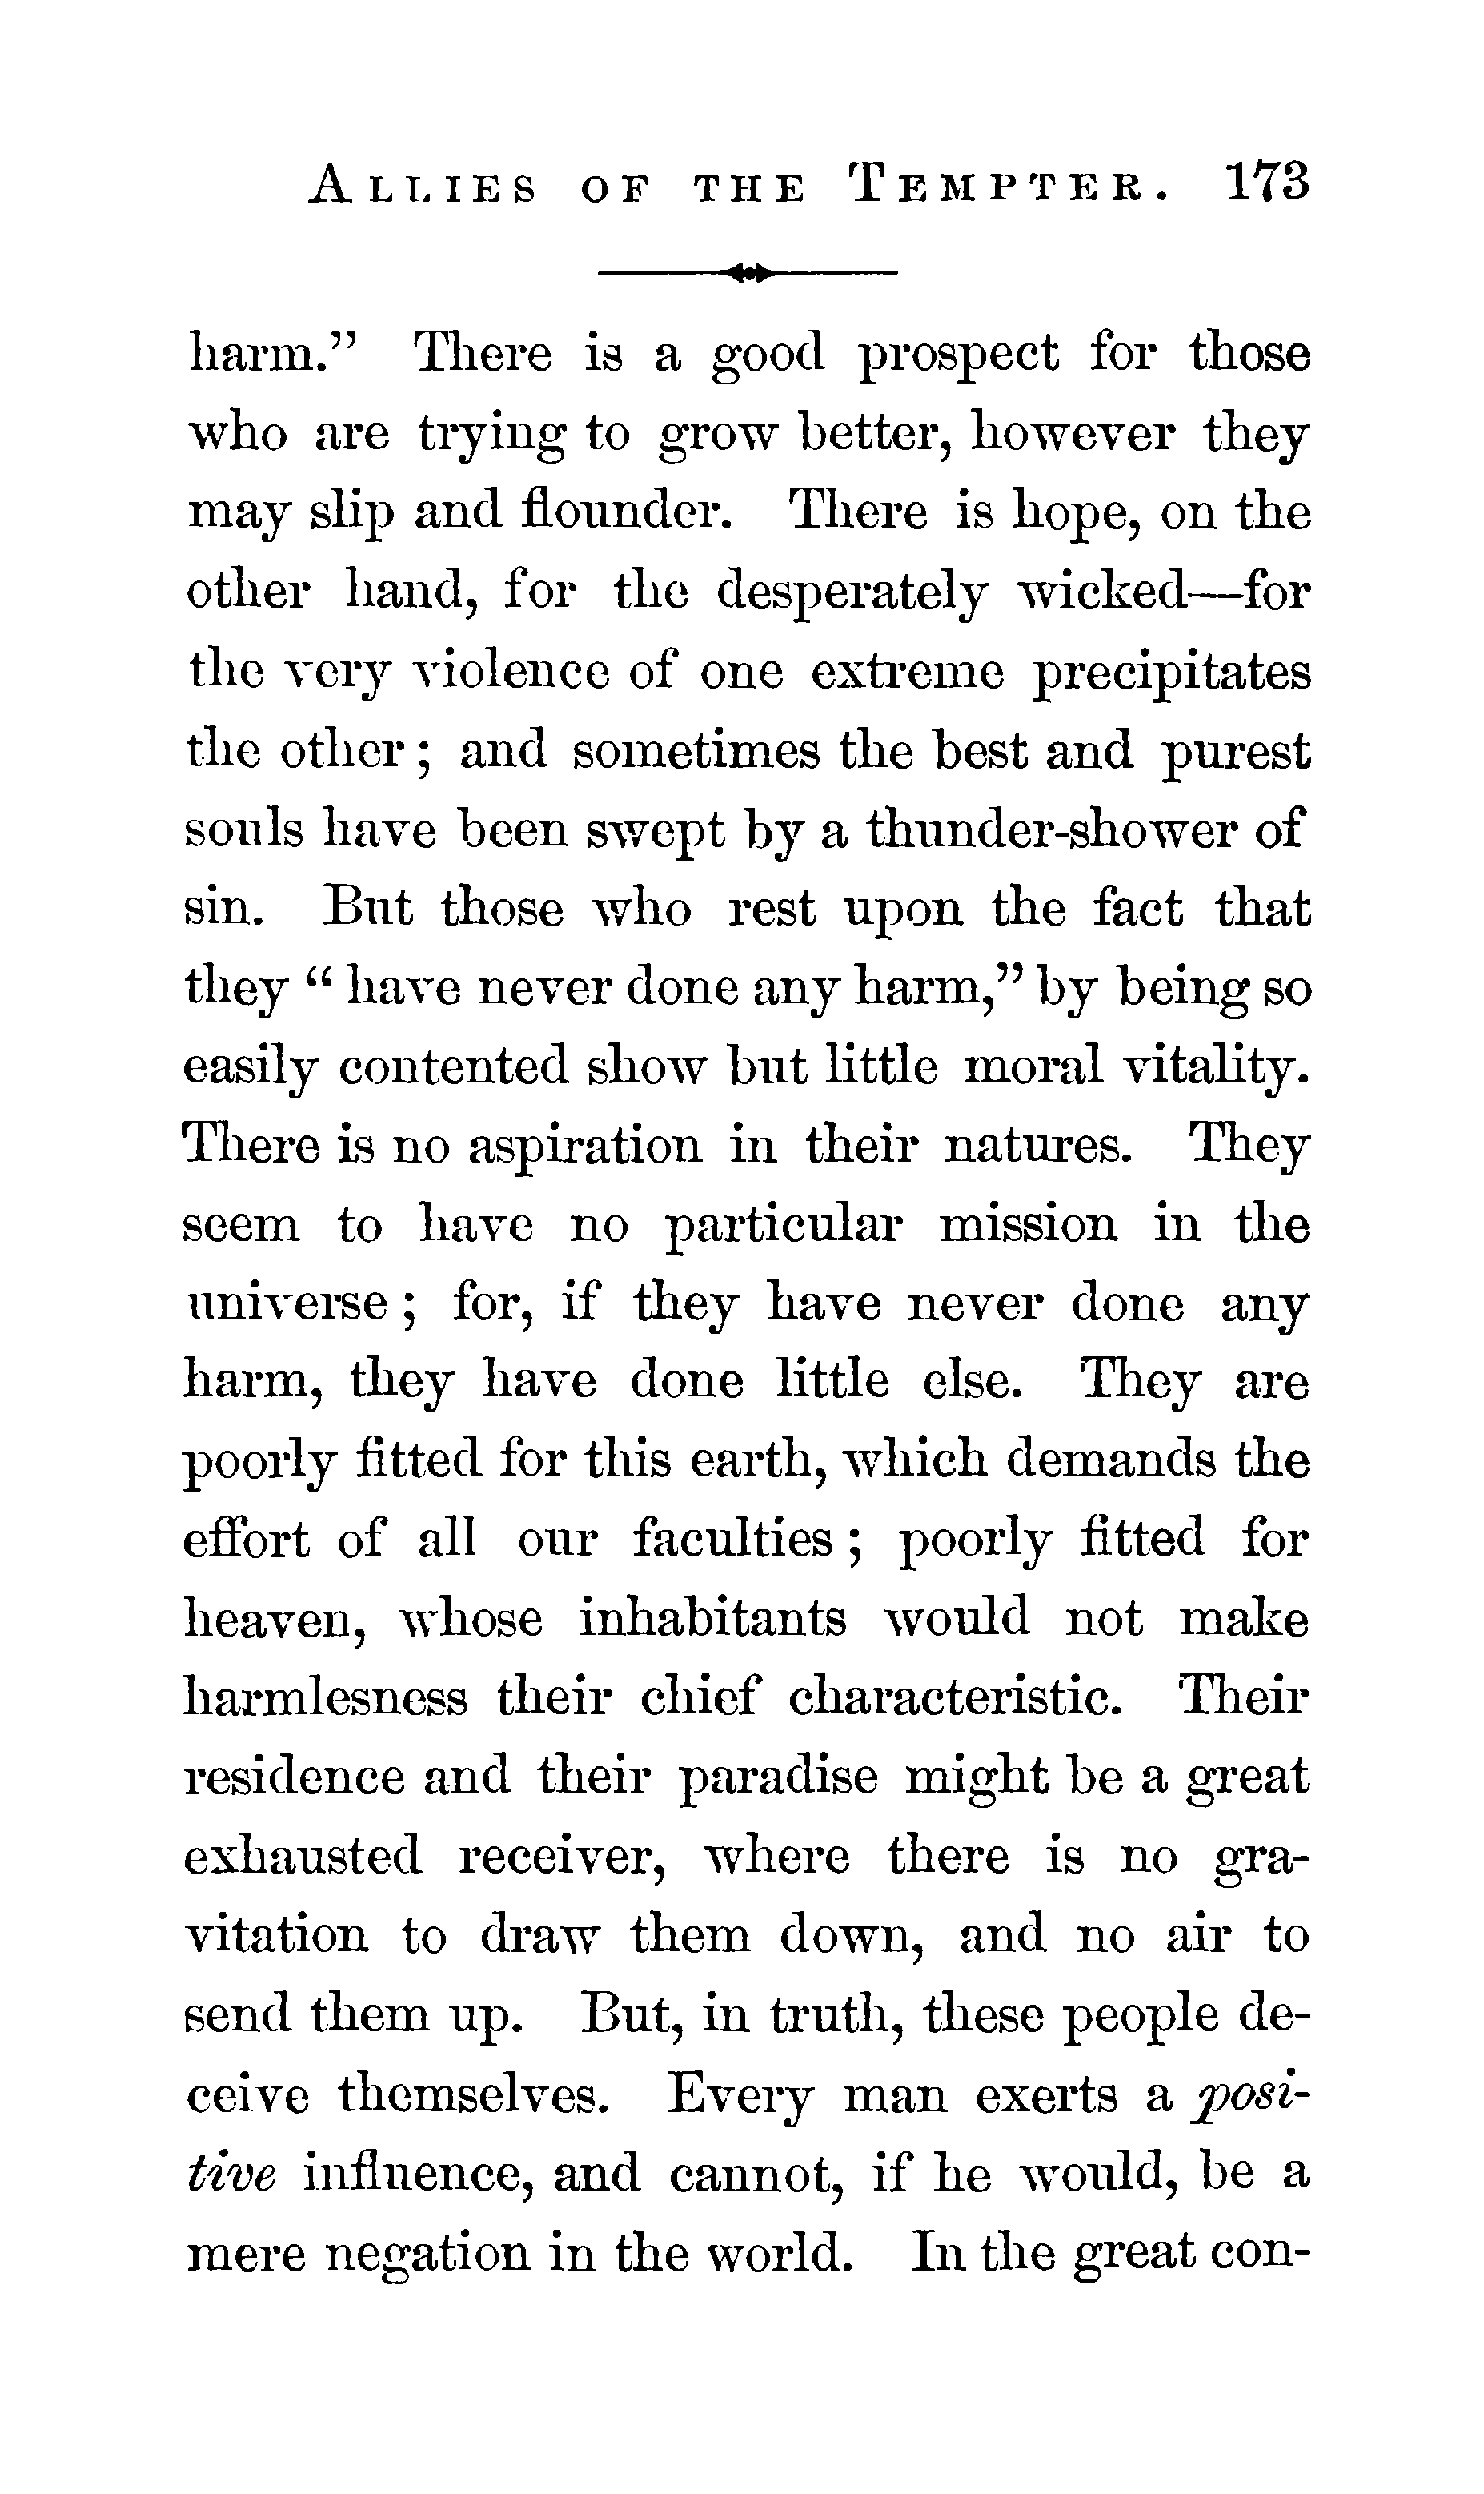 ALLIES OF THE TEMPTER. 173
harm." There is a good prospect for those
who are trying to grow better, however they
may slip and flounder. There is hope, on the
other hand, for the desperately wicked—for
the very violence of one extreme precipitates
the other; and sometimes the best and purest
souls have been swept by a thunder-shower of
sin. But those who rest upon the fact that
they "have never done any harm," by being so
easily contented show but little moral vitality.
There is no aspiration in their natures. They
seem to have no particular mission in the
universe; for, if they have never done any
harm, they have done little else. They are
poorly fitted for this earth, which demands the
effort of all our faculties; poorly fitted for
heaven, whose inhabitants would not make
harmlesness their chief characteristic. Their
residence and their paradise might be a great
exhausted receiver, where there is no gra-
vitation to draw them down, and no air to
send them up. But, in truth, these people de-
ceive themselves. Every man exerts a posi-
tive influence, and cannot, if he would, be a
mere negation in the world. In the great con-